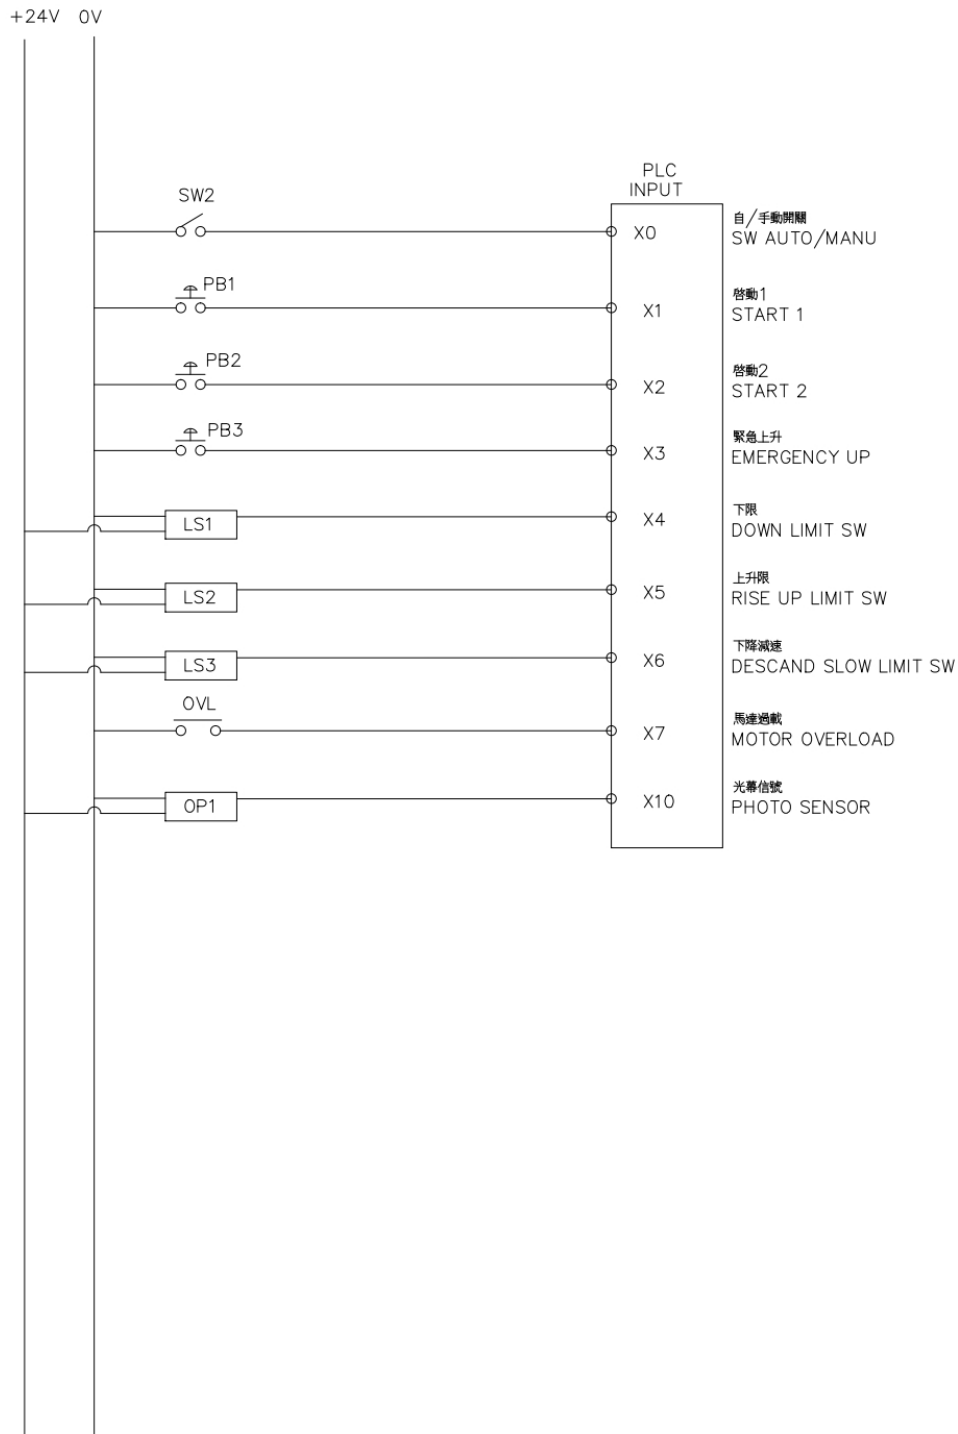 +24V 0V
PLC
INPUT
SW2
X0
自/手動開關
SW AUTO/MANU
PB1
X1
啓動1
START 1
PB2
X2
啓動2
START 2
PB3
X3
緊急上升
EMERGENCY UP
LS1
X4
下限
DOWN LIMIT SW
LS2
X5
上升限
RISE UP LIMIT SW
LS3
X6
下降減速
DESCAND SLOW LIMIT SW
OVL
X7
馬達過載
MOTOR OVERLOAD
OP1
X10
光幕信號
PHOTO SENSOR